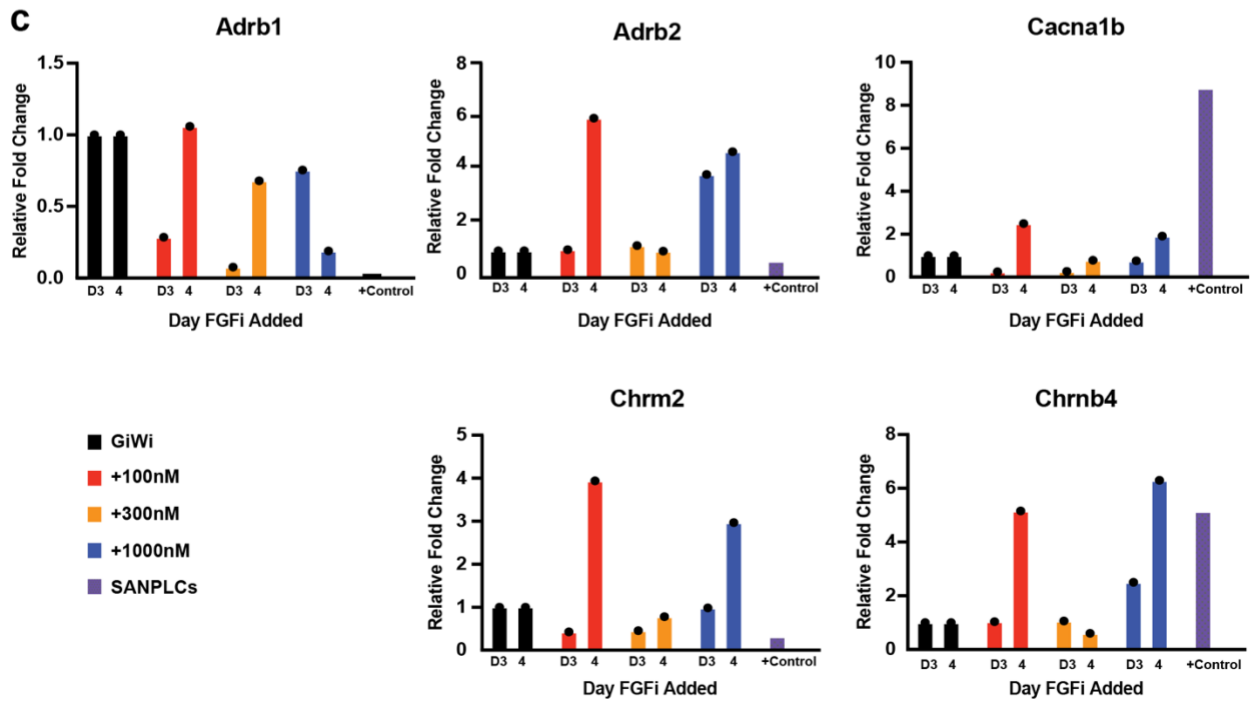 c
Adrb1
Relative Fold Change
1.5
1.0
0.5
0.0
D3 4 D3 4 D3 4 D3 4 +Control
Day FGFi Added
Adrb2
Relative Fold Change
8
6
4
2
0
D3 4 D3 4 D3 4 D3 4 +Control
Day FGFi Added
Cacna1b
Relative Fold Change
10
8
6
4
2
0
D3 4 D3 4 D3 4 D3 4 +Control
Day FGFi Added
GiWi
+100nM
+300nM
+1000nM
SANPLCs
Chrm2
Relative Fold Change
5
4
3
2
1
0
D3 4 D3 4 D3 4 D3 4 +Control
Day FGFi Added
Chrnb4
Relative Fold Change
8
6
4
2
0
D3 4 D3 4 D3 4 D3 4 +Control
Day FGFi Added